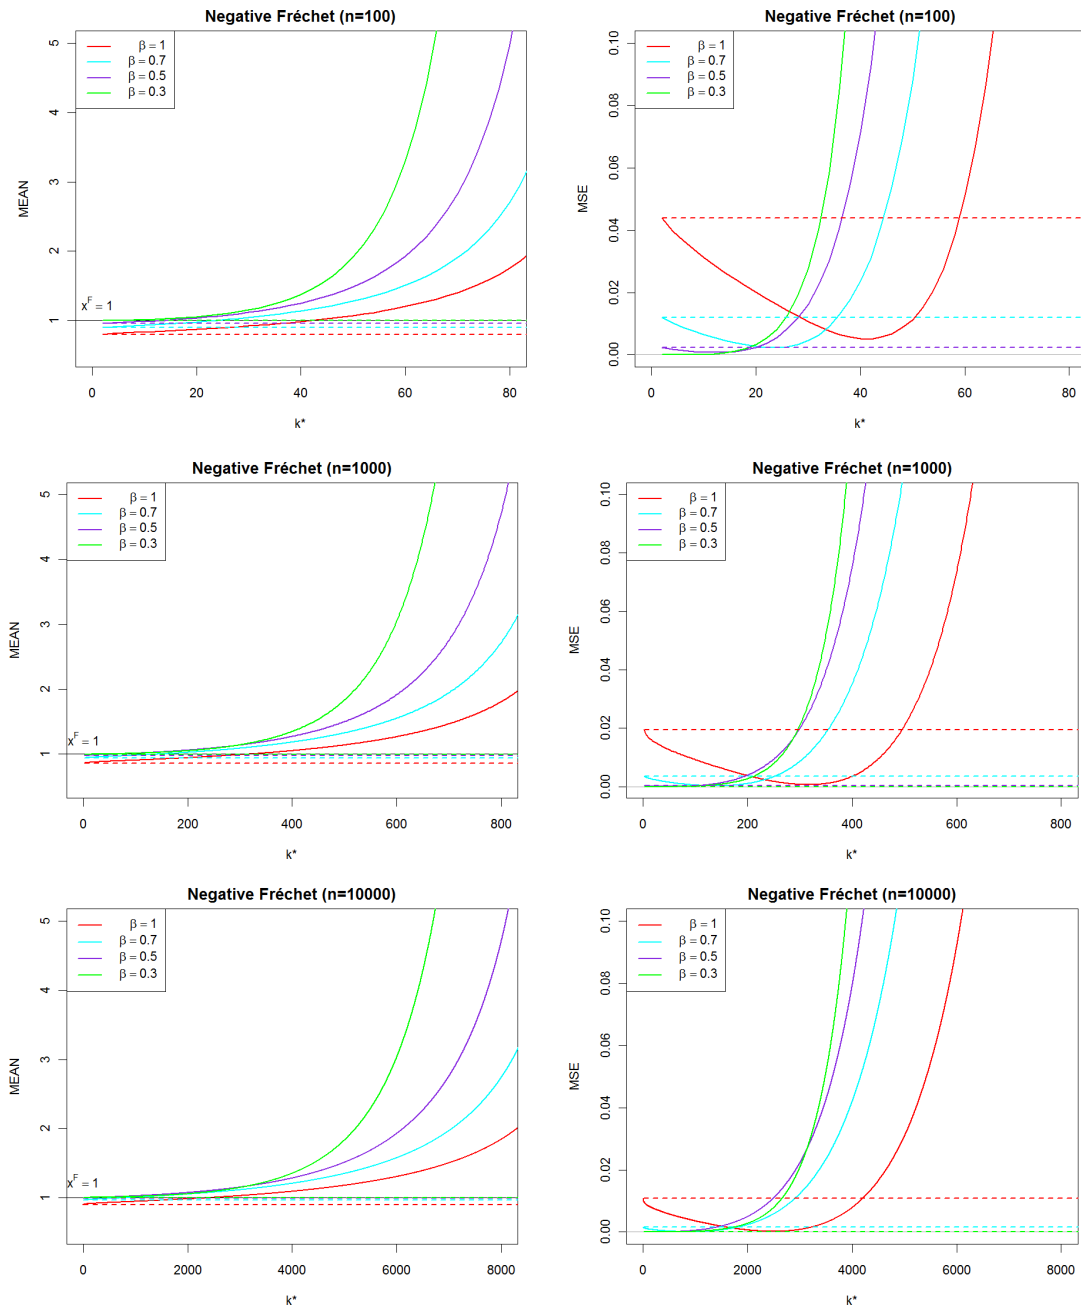 Negative Fréchet (n=100)
MEAN
5
4
3
2
1
β = 1
β = 0.7
β = 0.5
β = 0.3
x^F = 1
0 20 40 60 80
k*
Negative Fréchet (n=100)
MSE
0.10
0.08
0.06
0.04
0.02
0.00
β = 1
β = 0.7
β = 0.5
β = 0.3
0 20 40 60 80
k*
Negative Fréchet (n=1000)
MEAN
5
4
3
2
1
β = 1
β = 0.7
β = 0.5
β = 0.3
x^F = 1
0 200 400 600 800
k*
Negative Fréchet (n=1000)
MSE
0.10
0.08
0.06
0.04
0.02
0.00
β = 1
β = 0.7
β = 0.5
β = 0.3
0 200 400 600 800
k*
Negative Fréchet (n=10000)
MEAN
5
4
3
2
1
β = 1
β = 0.7
β = 0.5
β = 0.3
x^F = 1
0 2000 4000 6000 8000
k*
Negative Fréchet (n=10000)
MSE
0.10
0.08
0.06
0.04
0.02
0.00
β = 1
β = 0.7
β = 0.5
β = 0.3
0 2000 4000 6000 8000
k*